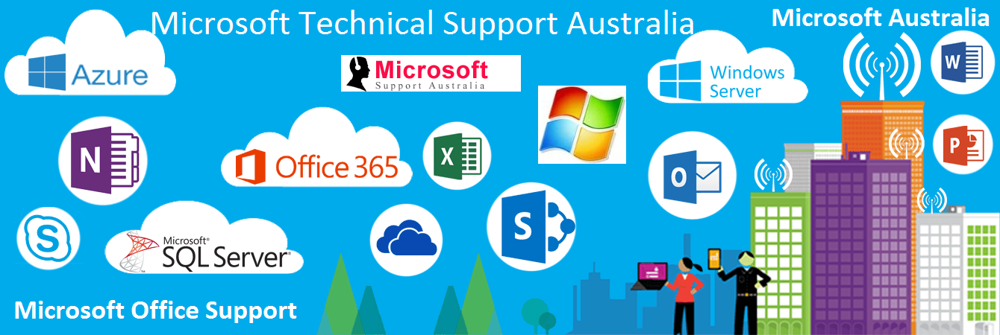 Microsoft Technical Support Australia
Microsoft Australia
Azure
Microsoft
Support Australia
Windows
Server
W
N
Office 365
X
P
O
S
S
Microsoft®
SQL Server®
™
Microsoft Office Support